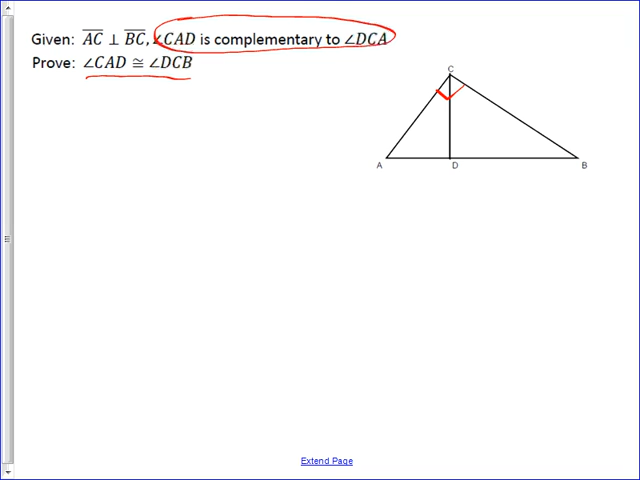 Given: AC ⊥ BC, ∠CAD is complementary to ∠DCA
Prove: ∠CAD ≅ ∠DCB
C
A
D
B
Extend Page